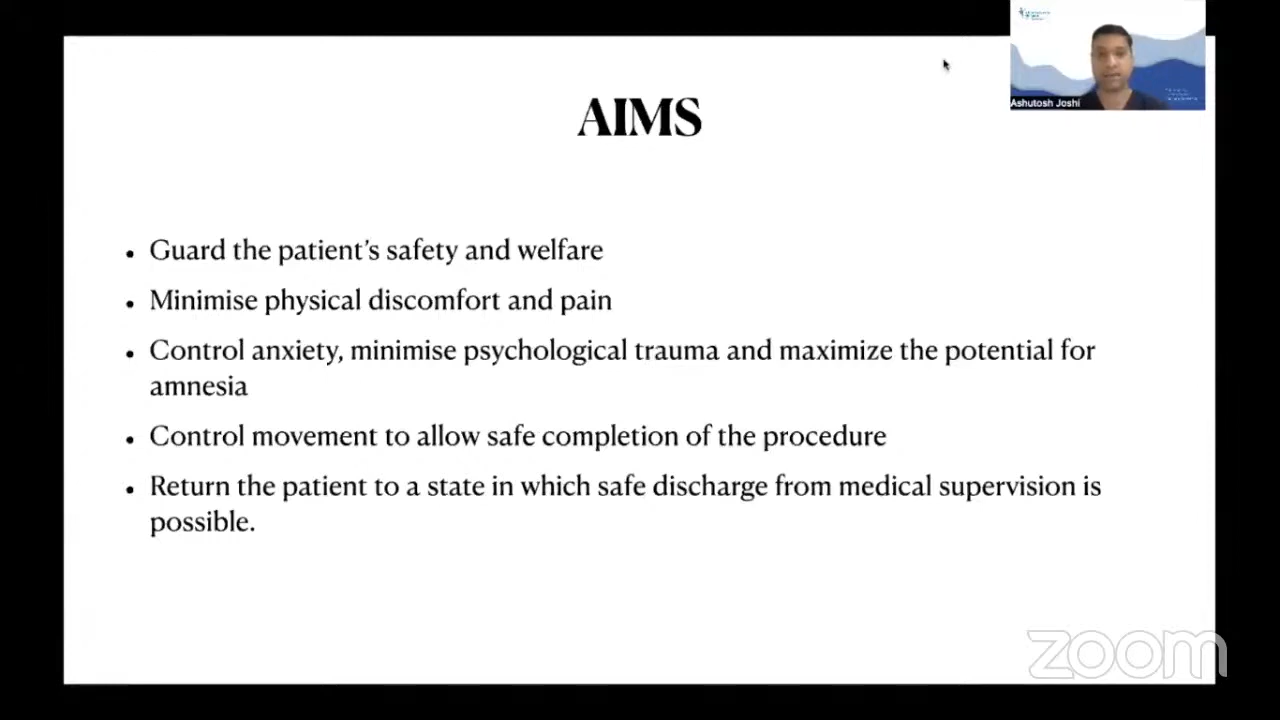 AIMS
Ashutosh Joshi
• Guard the patient’s safety and welfare
• Minimise physical discomfort and pain
• Control anxiety, minimise psychological trauma and maximize the potential for
amnesia
• Control movement to allow safe completion of the procedure
• Return the patient to a state in which safe discharge from medical supervision is
possible.
zoom